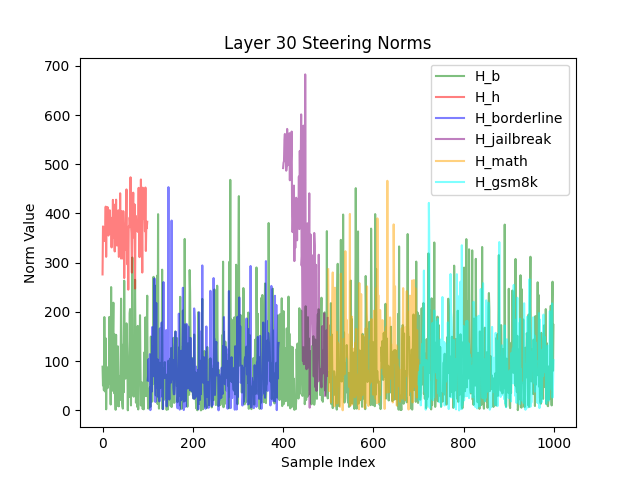 Layer 30 Steering Norms
Norm Value
700
600
500
400
300
200
100
0
0
200
400
600
800
1000
Sample Index
H_b
H_h
H_borderline
H_jailbreak
H_math
H_gsm8k